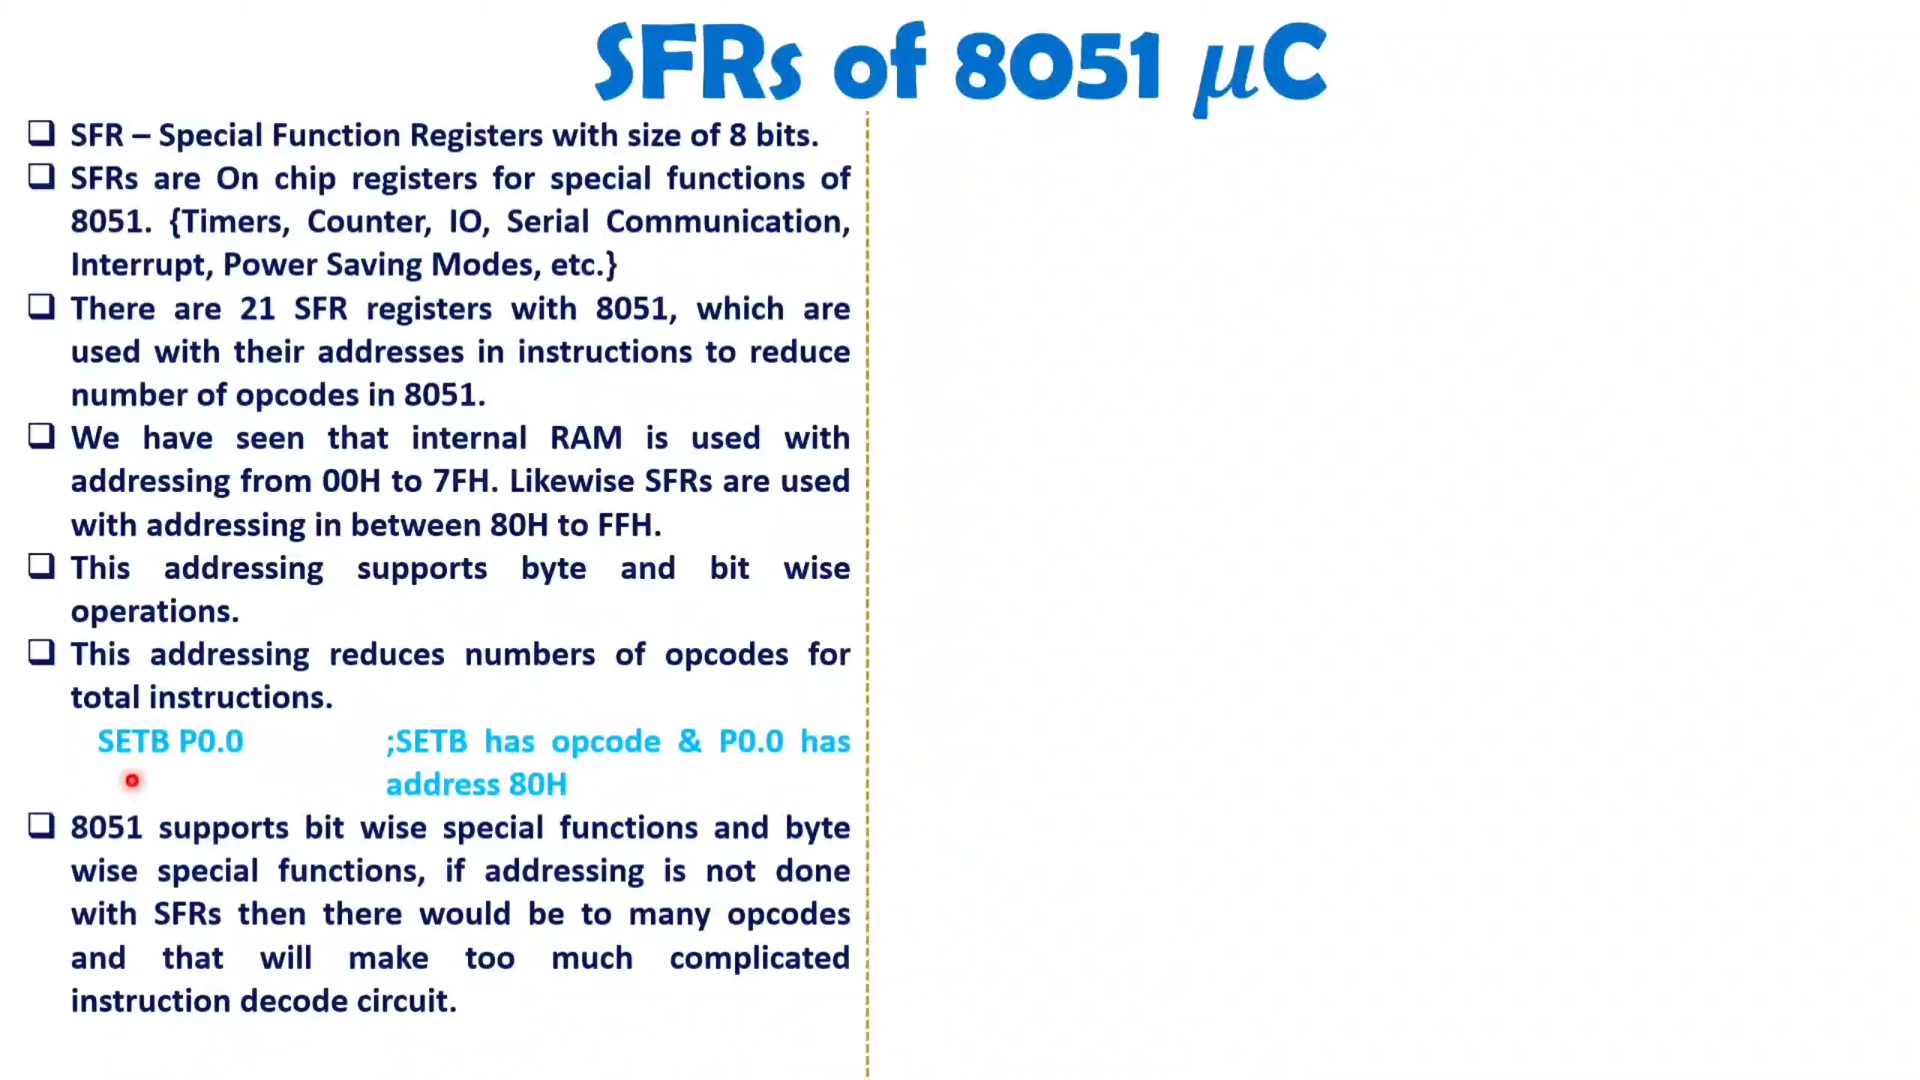 SFRs of 8051 μC
❑ SFR – Special Function Registers with size of 8 bits.
❑ SFRs are On chip registers for special functions of
8051. {Timers, Counter, IO, Serial Communication,
Interrupt, Power Saving Modes, etc.}
❑ There are 21 SFR registers with 8051, which are
used with their addresses in instructions to reduce
number of opcodes in 8051.
❑ We have seen that internal RAM is used with
addressing from 00H to 7FH. Likewise SFRs are used
with addressing in between 80H to FFH.
❑ This addressing supports byte and bit wise
operations.
❑ This addressing reduces numbers of opcodes for
total instructions.
SETB P0.0 ;SETB has opcode & P0.0 has
address 80H
❑ 8051 supports bit wise special functions and byte
wise special functions, if addressing is not done
with SFRs then there would be to many opcodes
and that will make too much complicated
instruction decode circuit.